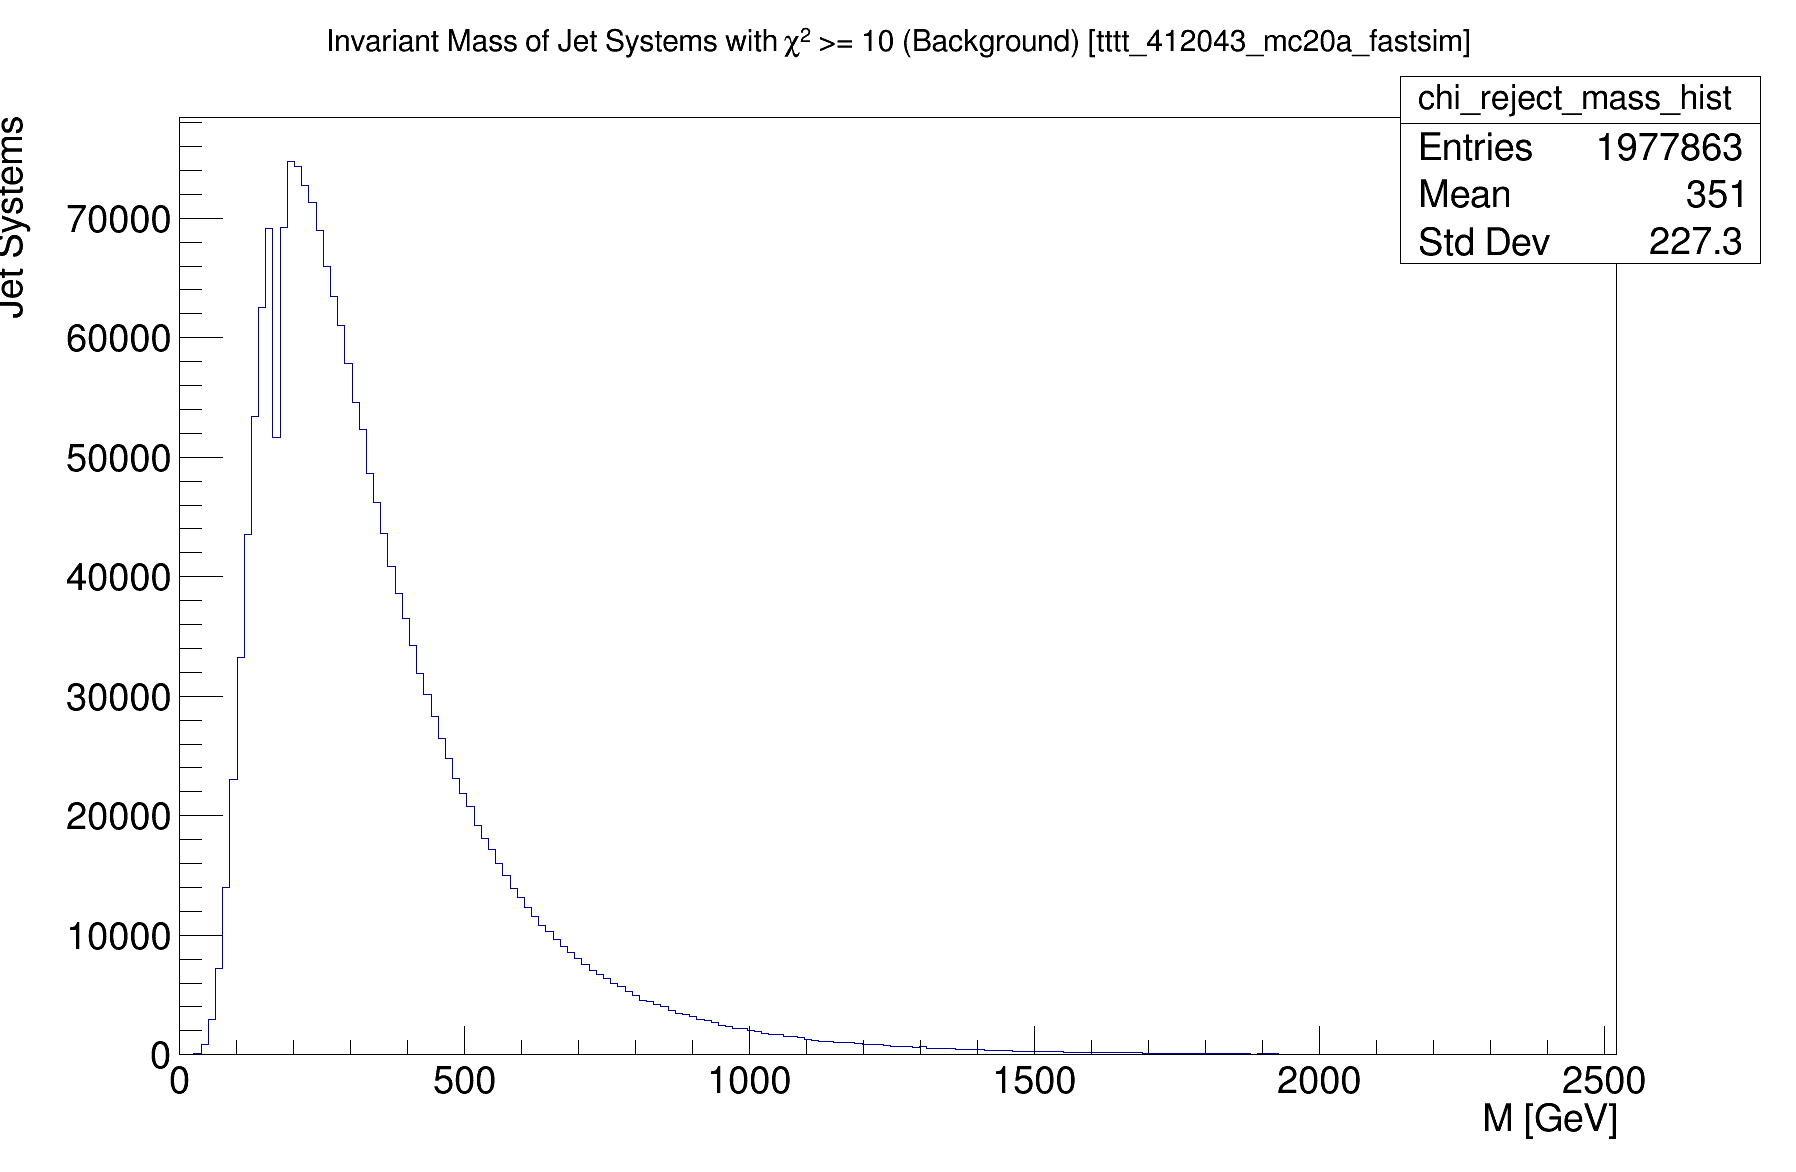 Invariant Mass of Jet Systems with χ² >= 10 (Background) [tttt_412043_mc20a_fastsim]
chi_reject_mass_hist
Entries 1977863
Mean 351
Std Dev 227.3
Jet Systems
70000
60000
50000
40000
30000
20000
10000
0
0 500 1000 1500 2000 2500
M [GeV]